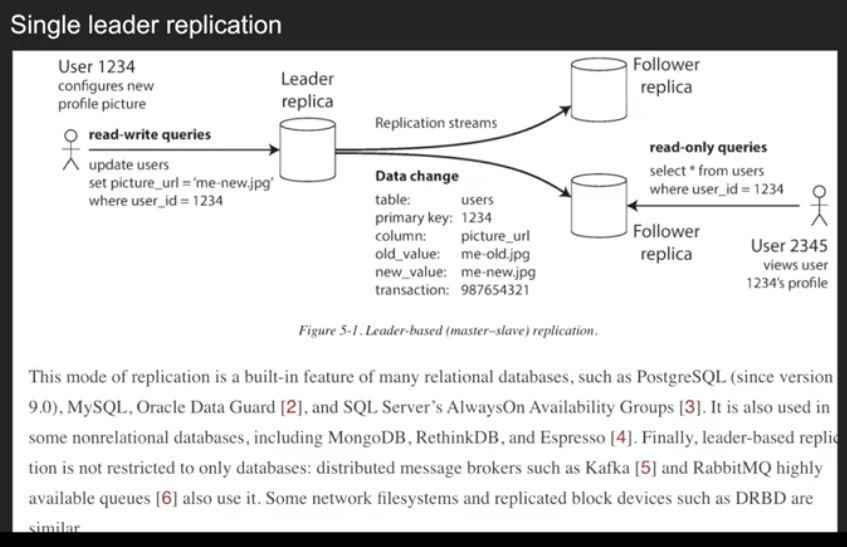 Single leader replication
User 1234
configures new
profile picture
read-write queries
update users
set picture_url = 'me-new.jpg'
where user_id = 1234
Leader
replica
Replication streams
Data change
table: users
primary key: 1234
column: picture_url
old_value: me-old.jpg
new_value: me-new.jpg
transaction: 987654321
Follower
replica
read-only queries
select * from users
where user_id = 1234
Follower
replica
User 2345
views user
1234's profile
Figure 5-1. Leader-based (master–slave) replication.
This mode of replication is a built-in feature of many relational databases, such as PostgreSQL (since version
9.0), MySQL, Oracle Data Guard [2], and SQL Server's AlwaysOn Availability Groups [3]. It is also used in
some nonrelational databases, including MongoDB, RethinkDB, and Espresso [4]. Finally, leader-based replic
tion is not restricted to only databases: distributed message brokers such as Kafka [5] and RabbitMQ highly
available queues [6] also use it. Some network filesystems and replicated block devices such as DRBD are
similar